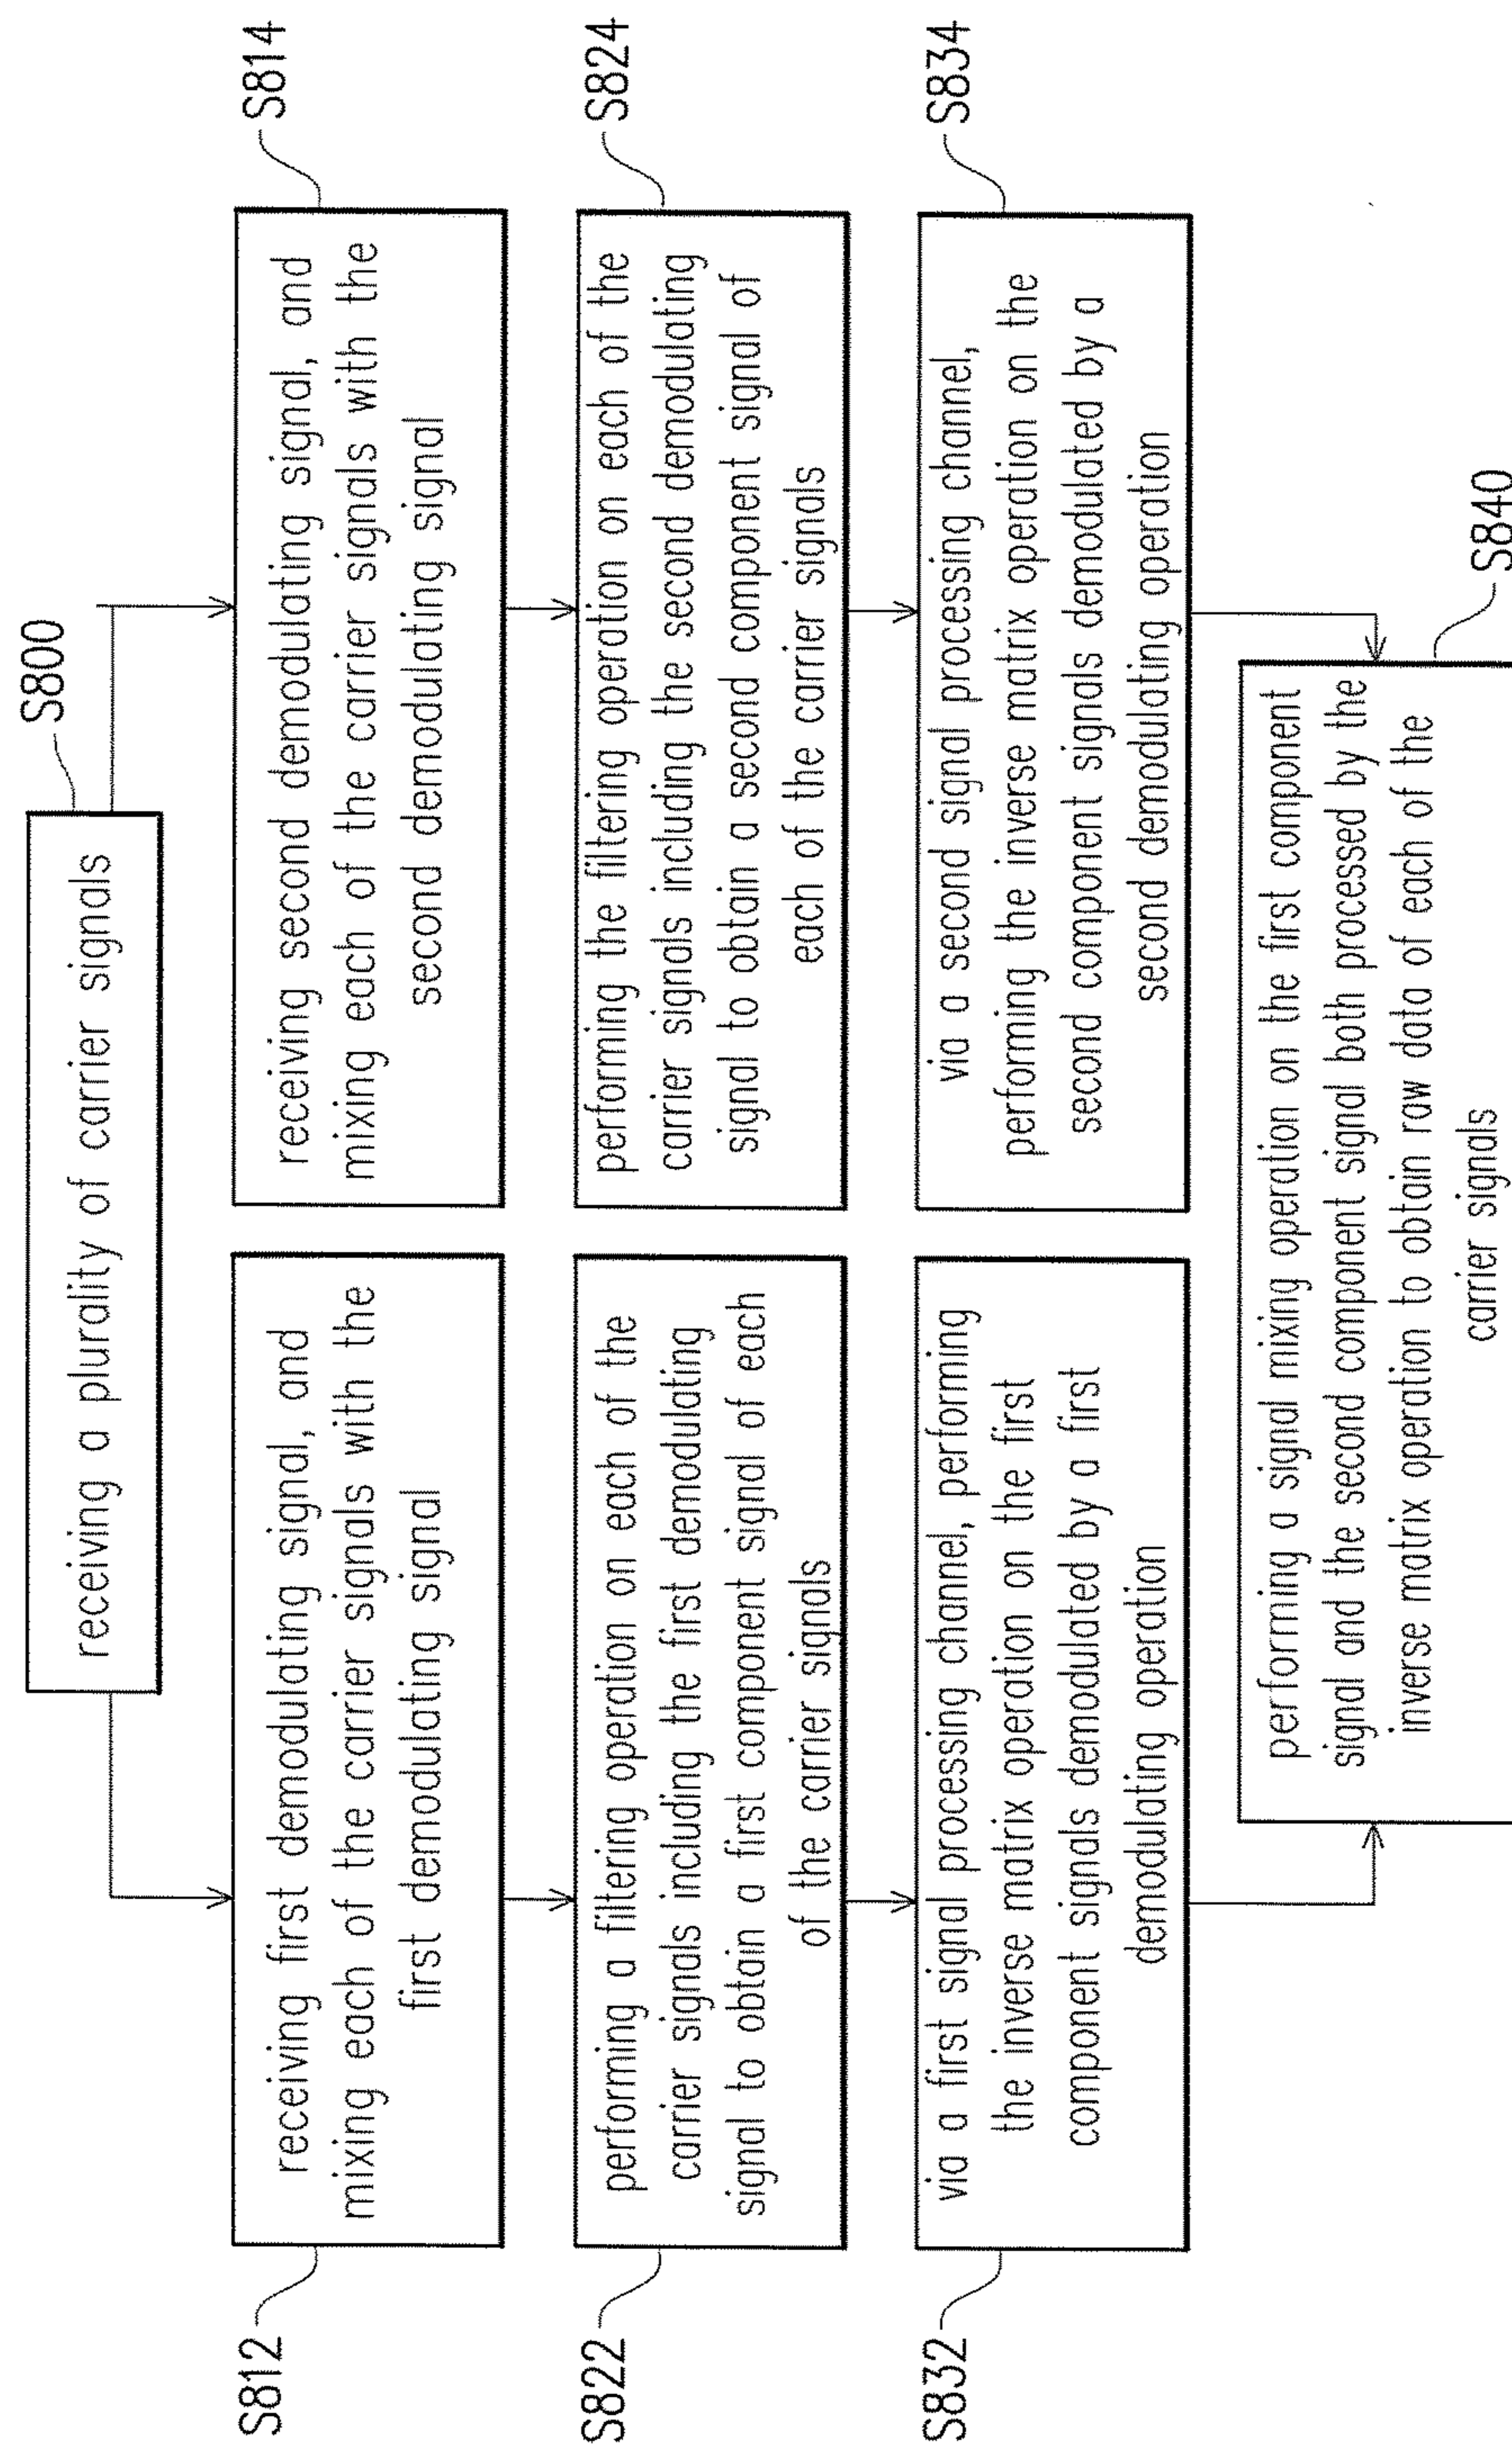 S800
receiving a plurality of carrier signals
S812
receiving first demodulating signal, and
mixing each of the carrier signals with the
first demodulating signal
S814
receiving second demodulating signal, and
mixing each of the carrier signals with the
second demodulating signal
S822
performing a filtering operation on each of the
carrier signals including the first demodulating
signal to obtain a first component signal of each
of the carrier signals
S824
performing the filtering operation on each of the
carrier signals including the second demodulating
signal to obtain a second component signal of
each of the carrier signals
S832
via a first signal processing channel, performing
the inverse matrix operation on the first
component signals demodulated by a first
demodulating operation
S834
via a second signal processing channel,
performing the inverse matrix operation on the
second component signals demodulated by a
second demodulating operation
S840
performing a signal mixing operation on the first component
signal and the second component signal both processed by the
inverse matrix operation to obtain raw data of each of the
carrier signals